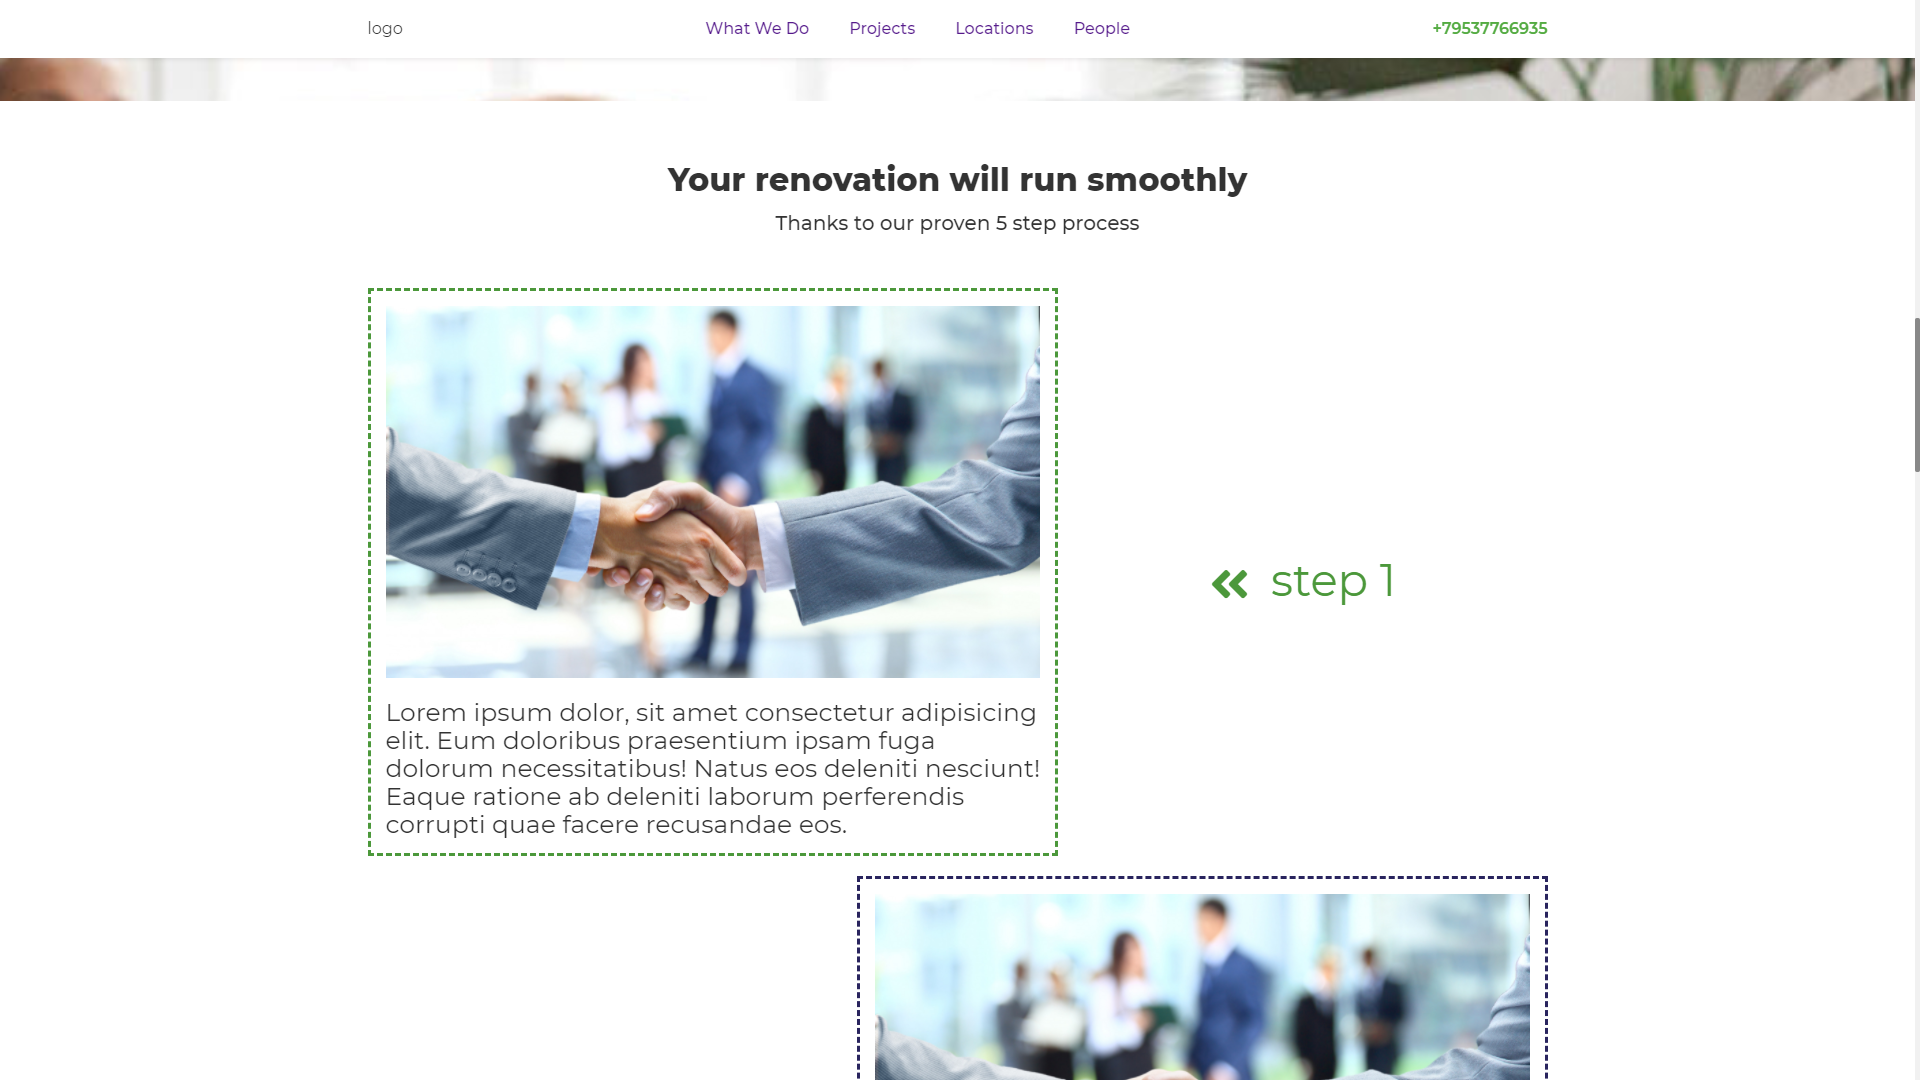 logo
What We Do
Projects
Locations
People
+79537766935
Your renovation will run smoothly
Thanks to our proven 5 step process
step 1
Lorem ipsum dolor, sit amet consectetur adipisicing
elit. Eum doloribus praesentium ipsam fuga
dolorum necessitatibus! Natus eos deleniti nesciunt!
Eaque ratione ab deleniti laborum perferendis
corrupti quae facere recusandae eos.